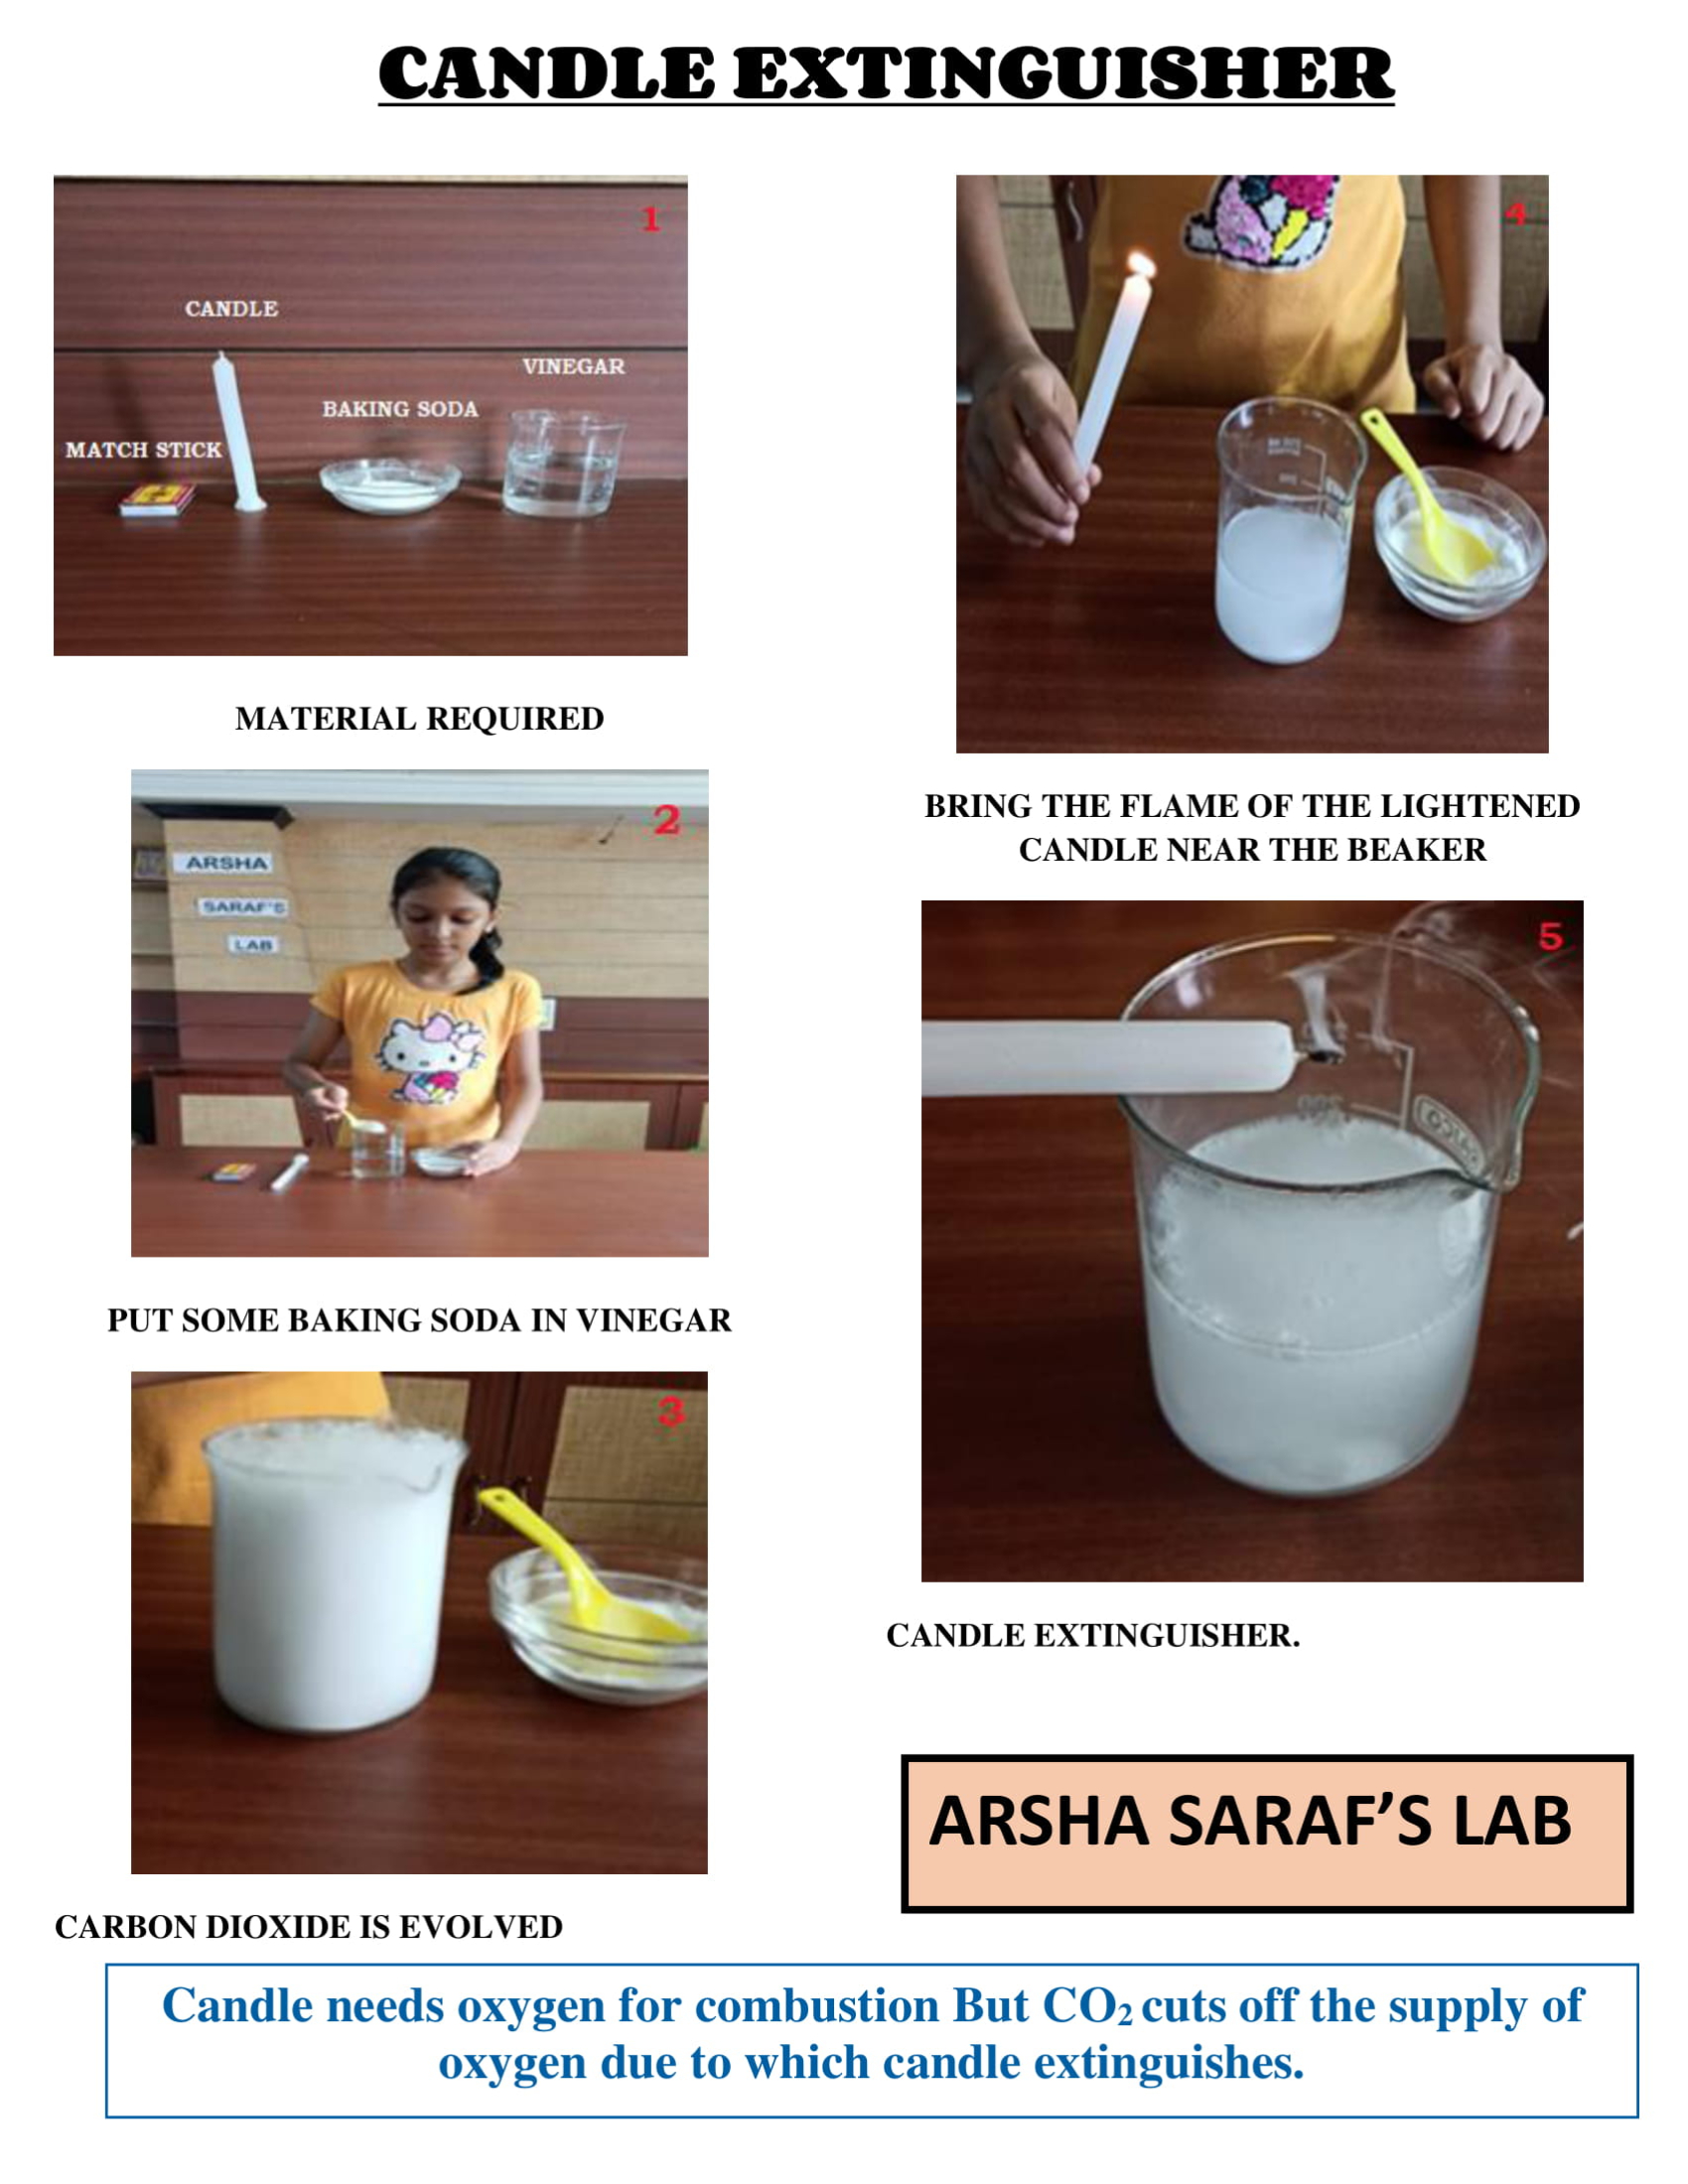 CANDLE EXTINGUISHER
1
CANDLE
VINEGAR
BAKING SODA
MATCH STICK
MATERIAL REQUIRED
2
ARSHA
SARAF'S
LAB
PUT SOME BAKING SODA IN VINEGAR
3
CARBON DIOXIDE IS EVOLVED
4
BRING THE FLAME OF THE LIGHTENED
CANDLE NEAR THE BEAKER
5
CANDLE EXTINGUISHER.
ARSHA SARAF’S LAB
Candle needs oxygen for combustion But CO₂ cuts off the supply of
oxygen due to which candle extinguishes.